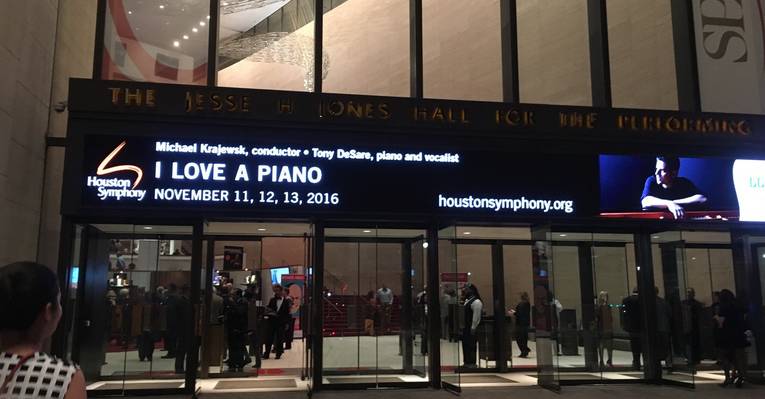 THE JESSE H JONES HALL FOR THE PERFORMING
Michael Krajewsk, conductor • Tony DeSare, piano and vocalist
I LOVE A PIANO
NOVEMBER 11, 12, 13, 2016
Houston
Symphony
houstonsymphony.org